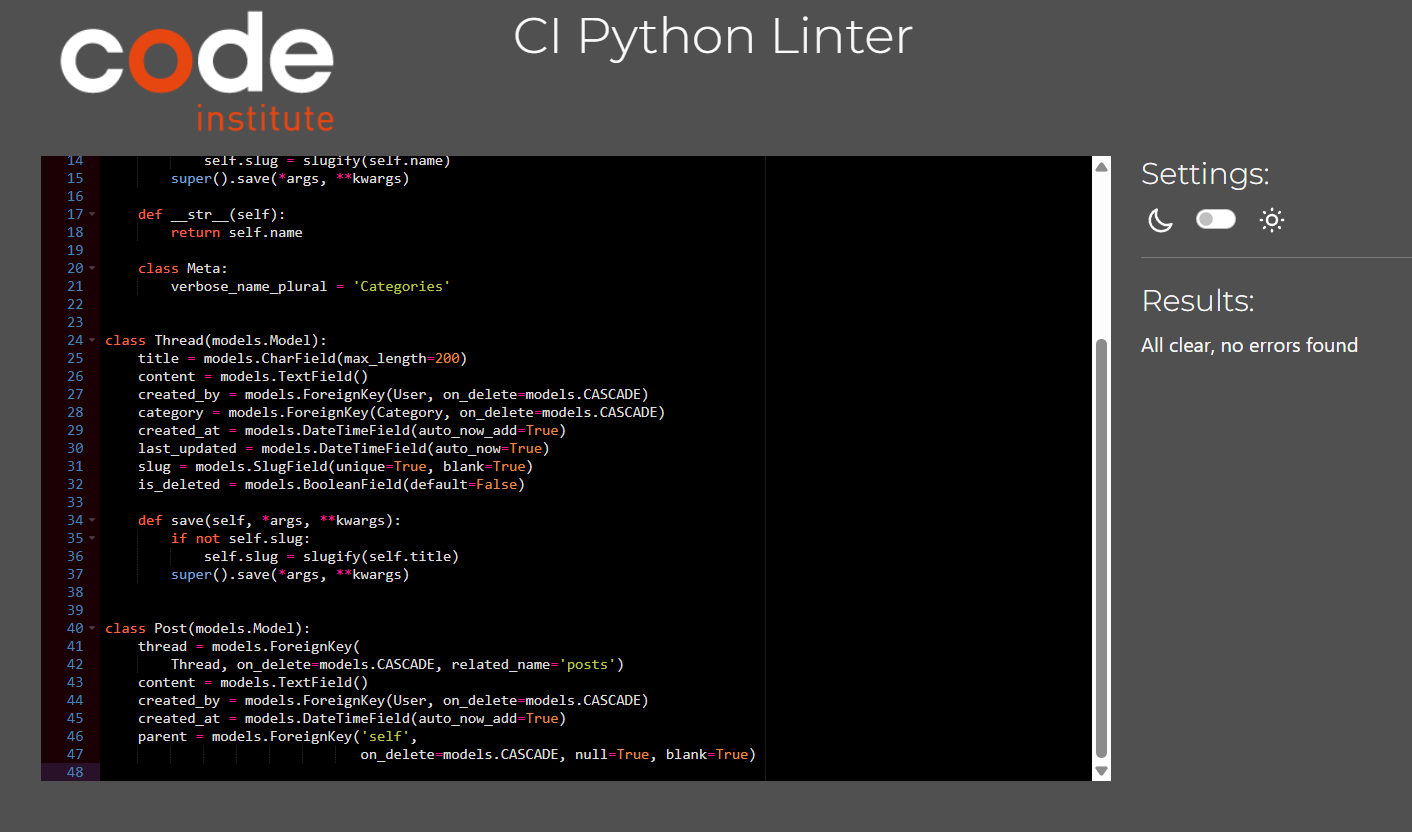 code
institute
CI Python Linter
14 self.slug = slugify(self.name)
15 super().save(*args, **kwargs)
16
17 def __str__(self):
18 return self.name
19
20 class Meta:
21 verbose_name_plural = 'Categories'
22
23
24 class Thread(models.Model):
25 title = models.CharField(max_length=200)
26 content = models.TextField()
27 created_by = models.ForeignKey(User, on_delete=models.CASCADE)
28 category = models.ForeignKey(Category, on_delete=models.CASCADE)
29 created_at = models.DateTimeField(auto_now_add=True)
30 last_updated = models.DateTimeField(auto_now=True)
31 slug = models.SlugField(unique=True, blank=True)
32 is_deleted = models.BooleanField(default=False)
33
34 def save(self, *args, **kwargs):
35 if not self.slug:
36 self.slug = slugify(self.title)
37 super().save(*args, **kwargs)
38
39
40 class Post(models.Model):
41 thread = models.ForeignKey(
42 Thread, on_delete=models.CASCADE, related_name='posts')
43 content = models.TextField()
44 created_by = models.ForeignKey(User, on_delete=models.CASCADE)
45 created_at = models.DateTimeField(auto_now_add=True)
46 parent = models.ForeignKey('self',
47 on_delete=models.CASCADE, null=True, blank=True)
48
Settings:
Results:
All clear, no errors found